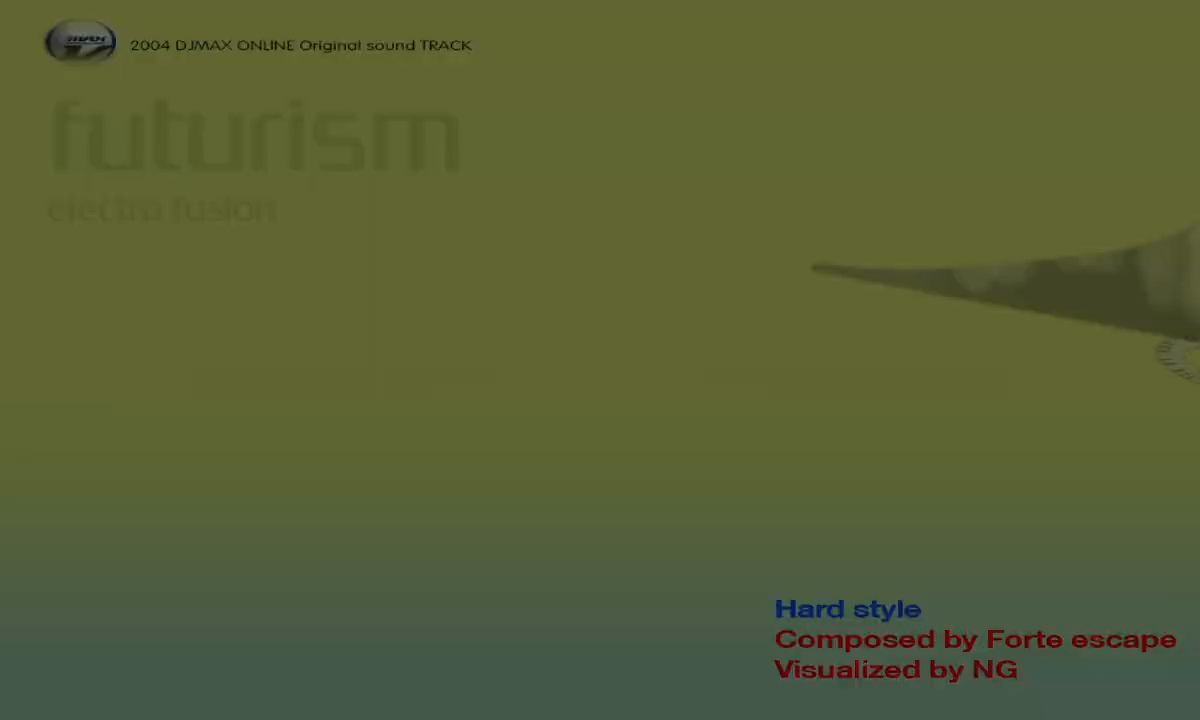 2004 DJMAX ONLINE Original sound TRACK
futurism
electro fusion
Hard style
Composed by Forte escape
Visualized by NG